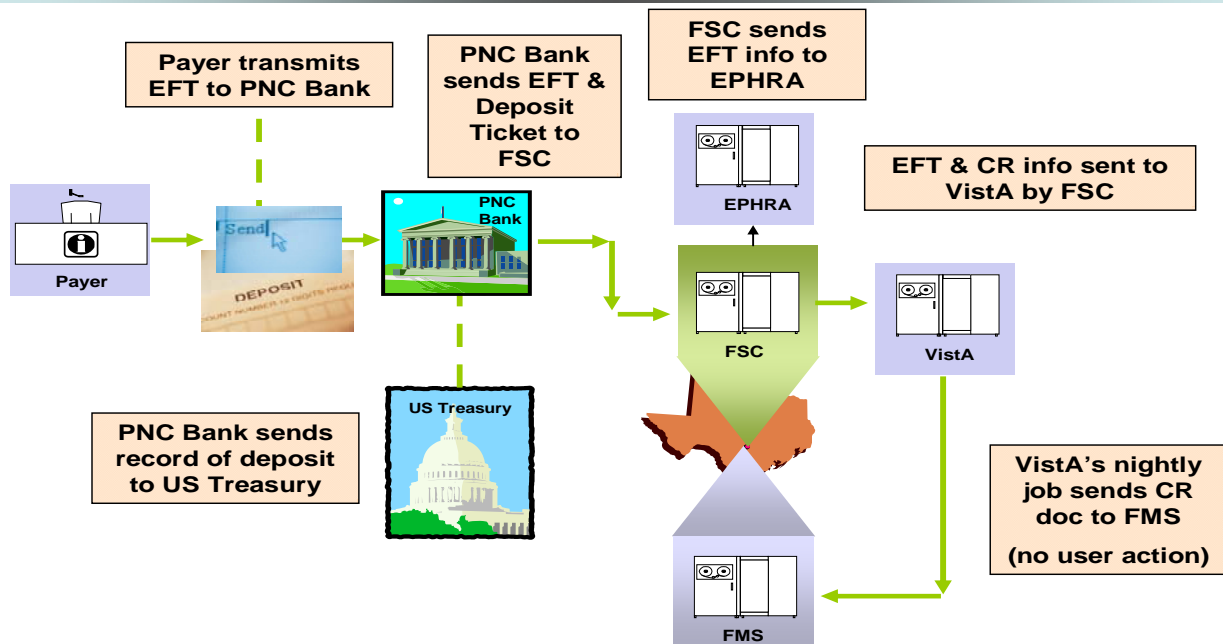 Payer transmits
EFT to PNC Bank
PNC Bank
sends EFT &
Deposit
Ticket to
FSC
FSC sends
EFT info to
EPHRA
EFT & CR info sent to
VistA by FSC
EPHRA
Payer
Send
DEPOSIT
COUNT NUMBER
DIGITS
PNC
Bank
FSC
VistA
US Treasury
PNC Bank sends
record of deposit
to US Treasury
VistA's nightly
job sends CR
doc to FMS
(no user action)
FMS